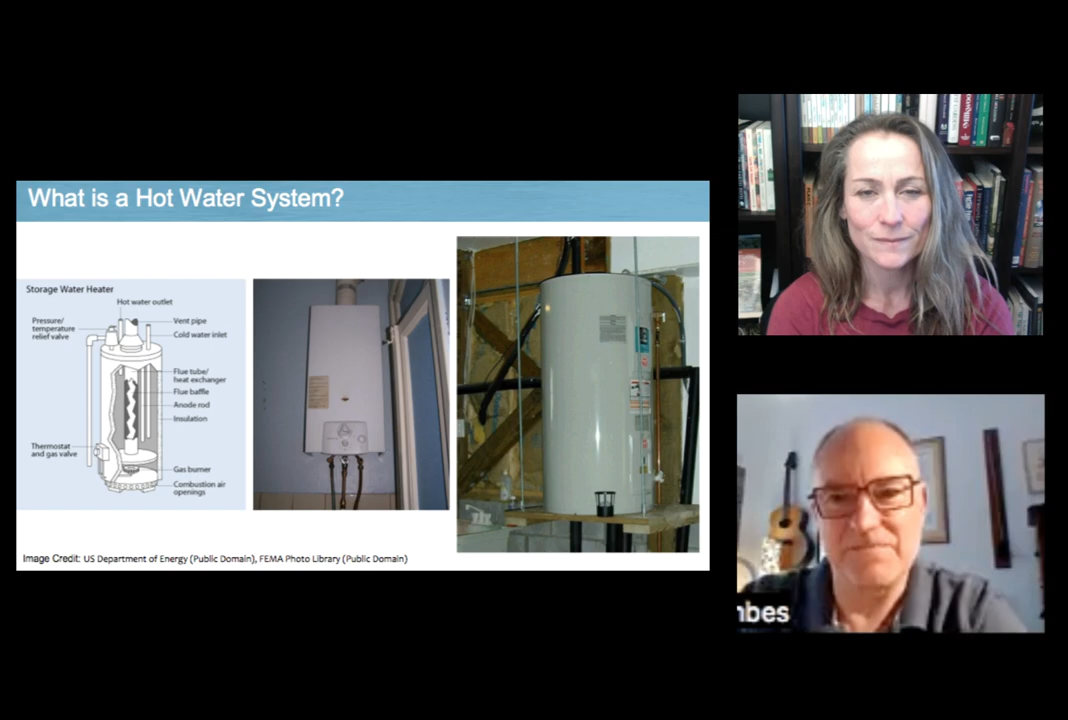 What is a Hot Water System?
Storage Water Heater
Hot water outlet
Pressure/
temperature
relief valve
Vent pipe
Cold water inlet
Flue tube/
heat exchanger
Flue baffle
Anode rod
Insulation
Thermostat
and gas valve
Gas burner
Combustion air
openings
Image Credit: US Department of Energy (Public Domain), FEMA Photo Library (Public Domain)
nbes